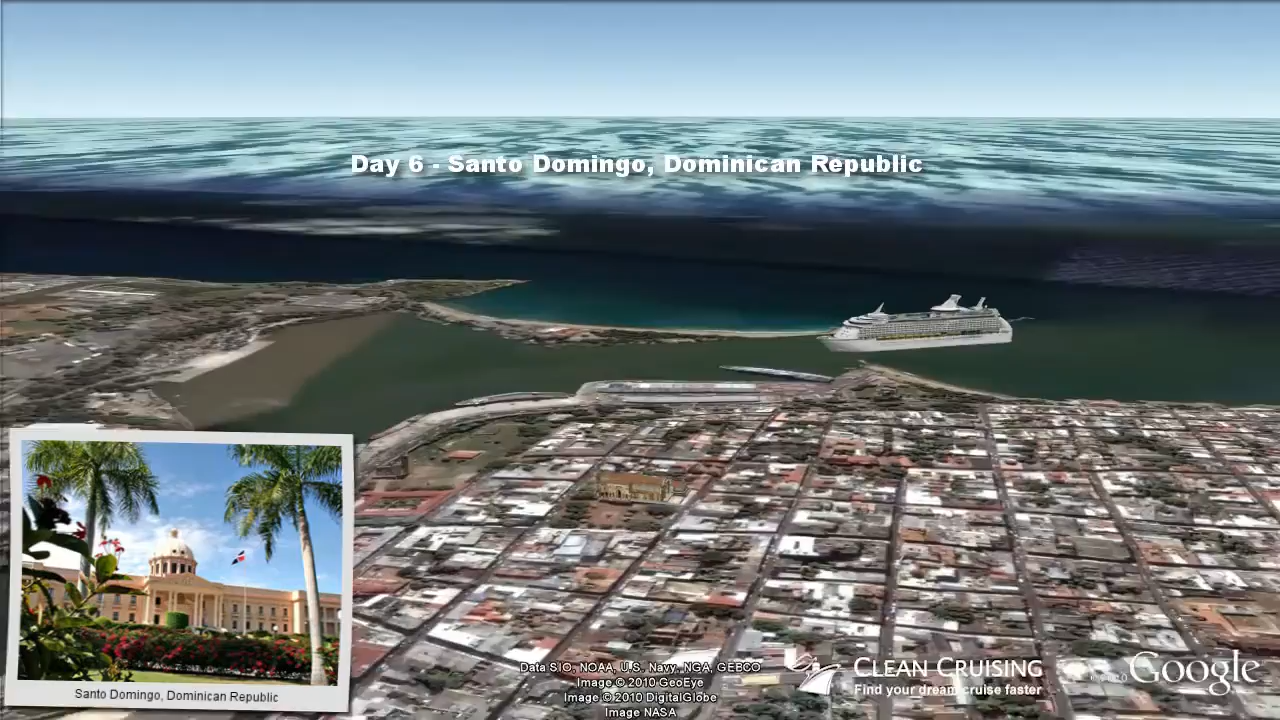 Day 6 - Santo Domingo, Dominican Republic
Santo Domingo, Dominican Republic
Data SIO, NOAA, U.S. Navy, NGA, GEBCO
Image © 2010 GeoEye
Image © 2010 DigitalGlobe
Image NASA
CLEAN CRUISING
Find your dream cruise faster
Google